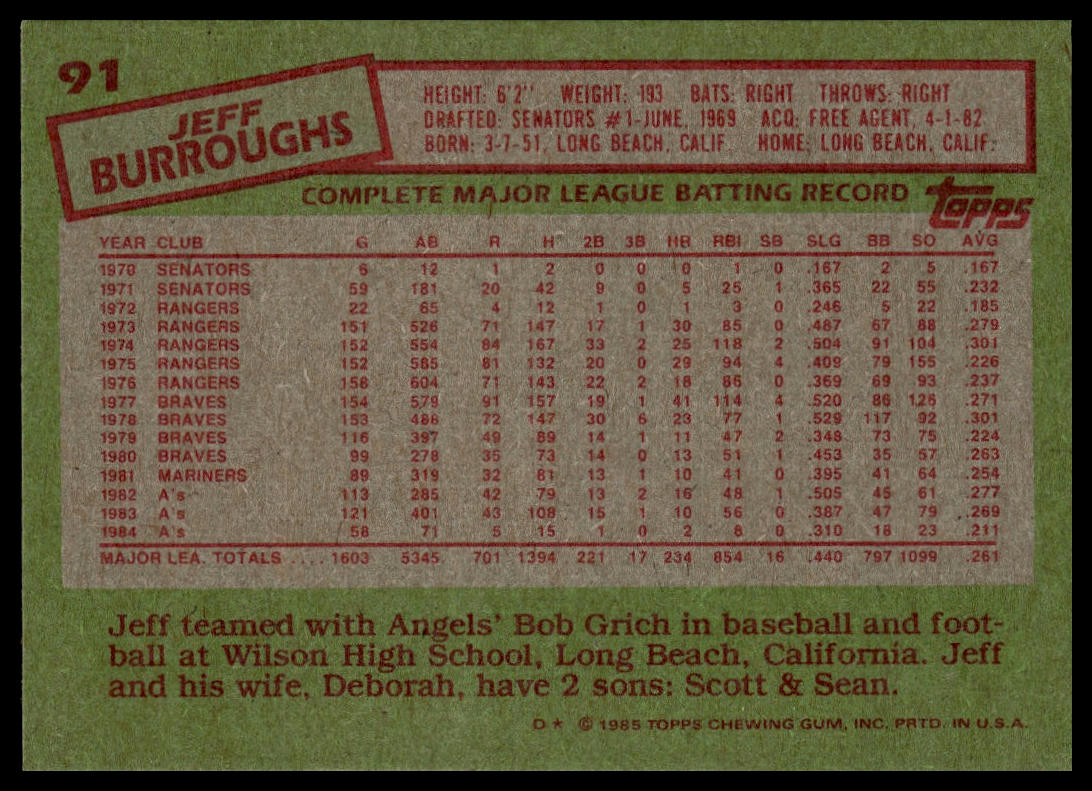 91
JEFF
BURROUGHS
HEIGHT: 6'2" WEIGHT: 193 BATS: RIGHT THROWS: RIGHT
DRAFTED: SENATORS #1-JUNE, 1969 ACQ: FREE AGENT, 4-1-82
BORN: 3-7-51, LONG BEACH, CALIF. HOME: LONG BEACH, CALIF.
COMPLETE MAJOR LEAGUE BATTING RECORD topps
YEAR CLUB G AB R H 2B 3B HR RBI SB SLG BB SO AVG
1970 SENATORS 6 12 1 2 0 0 0 1 0 .167 2 5 .167
1971 SENATORS 59 181 20 42 9 0 5 25 1 .365 22 55 .232
1972 RANGERS 22 65 4 12 1 0 1 3 0 .246 5 22 .185
1973 RANGERS 151 526 71 147 17 1 30 85 0 .487 67 88 .279
1974 RANGERS 152 554 84 167 33 2 25 118 2 .504 91 104 .301
1975 RANGERS 152 585 81 132 20 0 29 94 4 .409 79 155 .226
1976 RANGERS 158 604 71 143 22 2 18 86 0 .369 69 93 .237
1977 BRAVES 154 579 91 157 19 1 41 114 4 .520 86 126 .271
1978 BRAVES 153 488 72 147 30 6 23 77 1 .529 117 92 .301
1979 BRAVES 116 397 49 89 14 1 11 47 2 .348 73 75 .224
1980 BRAVES 99 278 35 73 14 0 13 51 1 .453 35 57 .263
1981 MARINERS 89 319 32 81 13 1 10 41 0 .395 41 64 .254
1982 A's 113 285 42 79 13 2 16 48 1 .505 45 61 .277
1983 A's 121 401 43 108 15 1 10 56 0 .387 47 79 .269
1984 A's 58 71 5 15 1 0 2 8 0 .310 18 23 .211
MAJOR LEA. TOTALS .... 1603 5345 701 1394 221 17 234 854 16 .440 797 1099 .261
Jeff teamed with Angels' Bob Grich in baseball and foot-
ball at Wilson High School, Long Beach, California. Jeff
and his wife, Deborah, have 2 sons: Scott & Sean.
D★ © 1985 TOPPS CHEWING GUM, INC. PRTD. IN U.S.A.